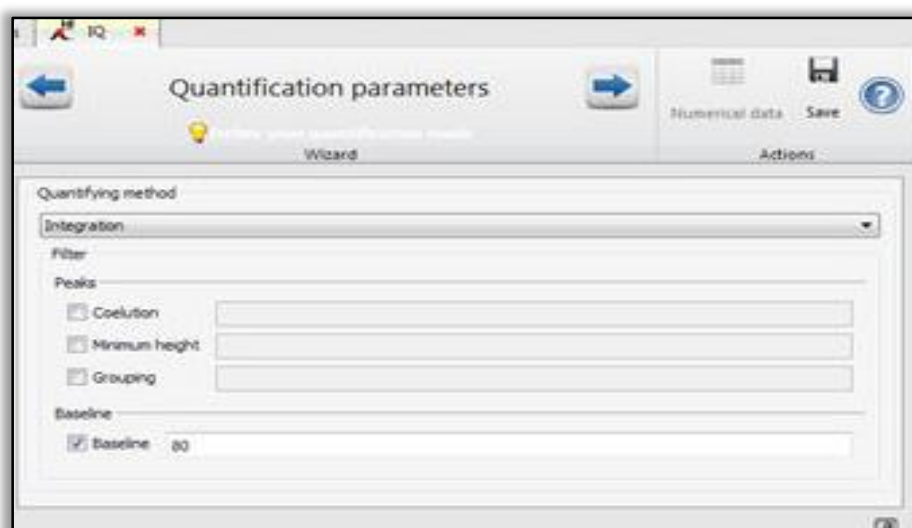 IQ
Quantification parameters
Wizard
Numerical data
Save
Actions
Quantifying method
Integration
Filter
Peaks
Coelution
Minimum height
Grouping
Baseline
Baseline 80